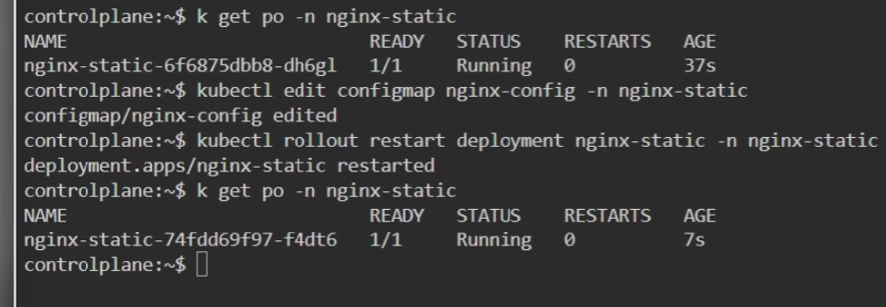 controlplane:~$ k get po -n nginx-static
NAME                            READY   STATUS    RESTARTS   AGE
nginx-static-6f6875dbb8-dh6gl   1/1     Running   0          37s
controlplane:~$ kubectl edit configmap nginx-config -n nginx-static
configmap/nginx-config edited
controlplane:~$ kubectl rollout restart deployment nginx-static -n nginx-static
deployment.apps/nginx-static restarted
controlplane:~$ k get po -n nginx-static
NAME                            READY   STATUS    RESTARTS   AGE
nginx-static-74fdd69f97-f4dt6   1/1     Running   0          7s
controlplane:~$